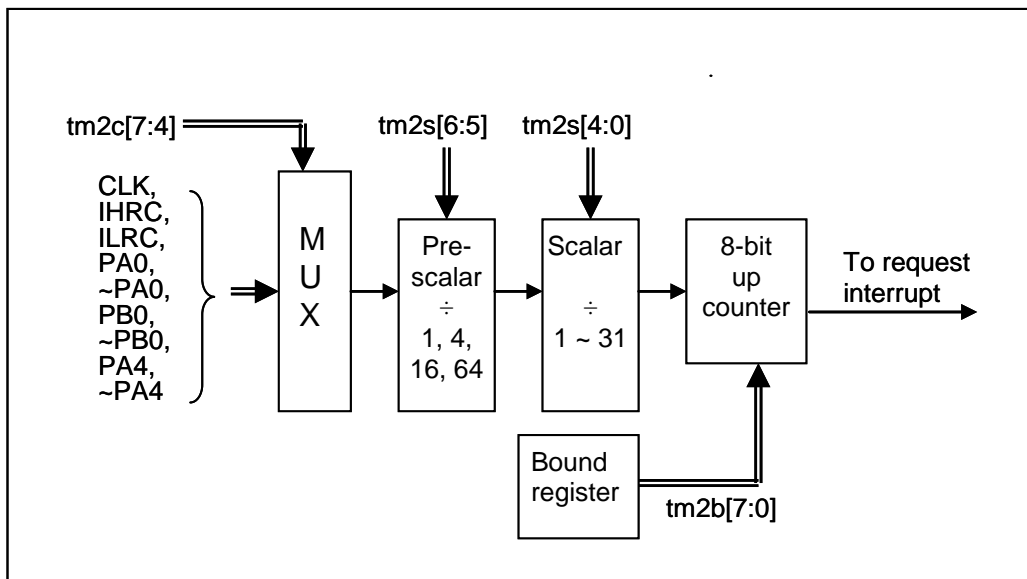 tm2c[7:4]
tm2s[6:5]
tm2s[4:0]
CLK,
IHRC,
ILRC,
PA0,
~PA0,
PB0,
~PB0,
PA4,
~PA4
M
U
X
Pre-
scalar
÷
1, 4,
16, 64
Scalar
÷
1 ~ 31
8-bit
up
counter
To request
interrupt
Bound
register
tm2b[7:0]